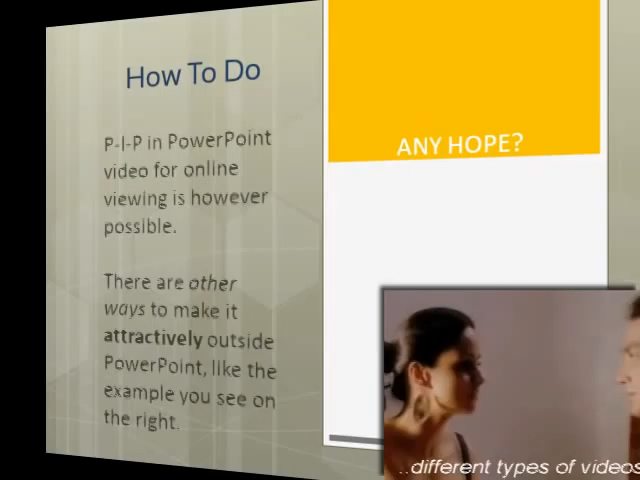 How To Do
P-I-P in PowerPoint
video for online
viewing is however
possible.
There are other
ways to make it
attractively outside
PowerPoint, like the
example you see on
the right.
ANY HOPE?
..different types of videos